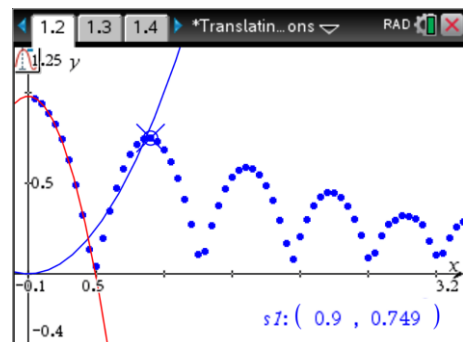 1.2 1.3 1.4 *Translatin...ons RAD
1.25 y
0.5
x
-0.1 0.5 3.2
-0.4
s1:( 0.9 , 0.749 )